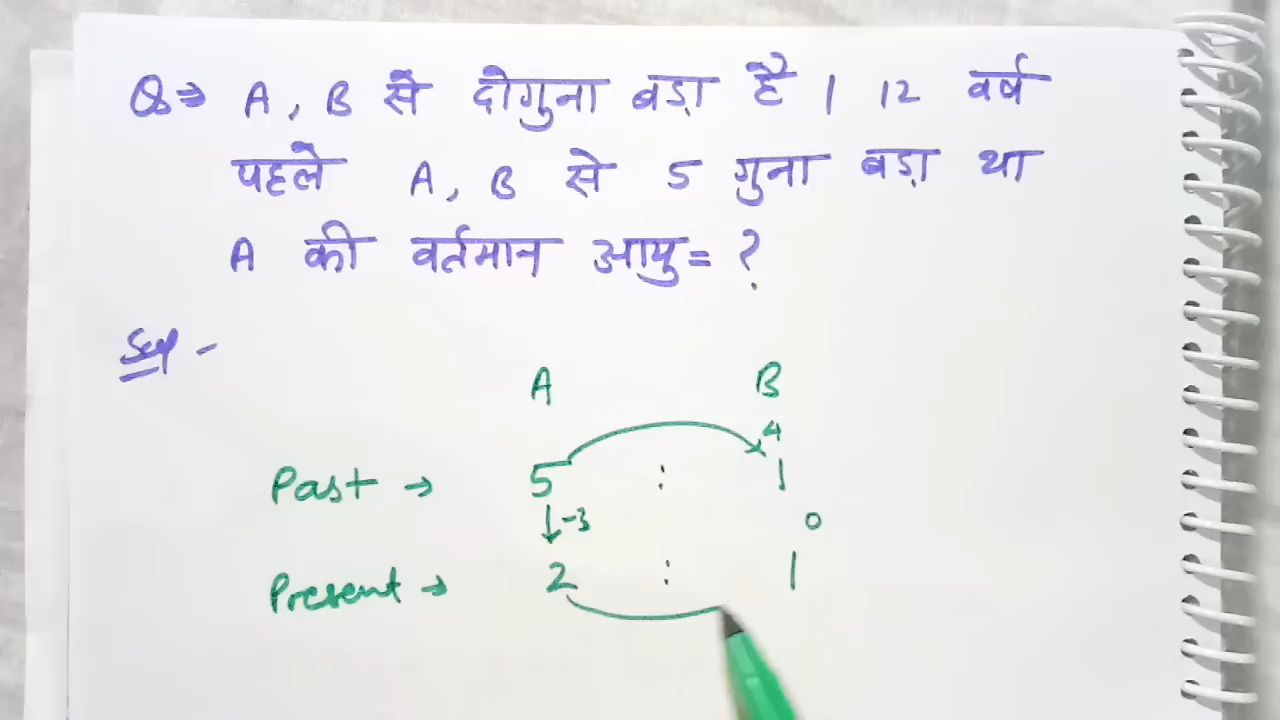 Q⇒ A, B से दोगुना बड़ा है । 12 वर्ष
पहले A, B से 5 गुना बड़ा था
A की वर्तमान आयु = ?
Sol -
A B
4
Past → 5 : 1
↓-3 0
Present → 2 : 1